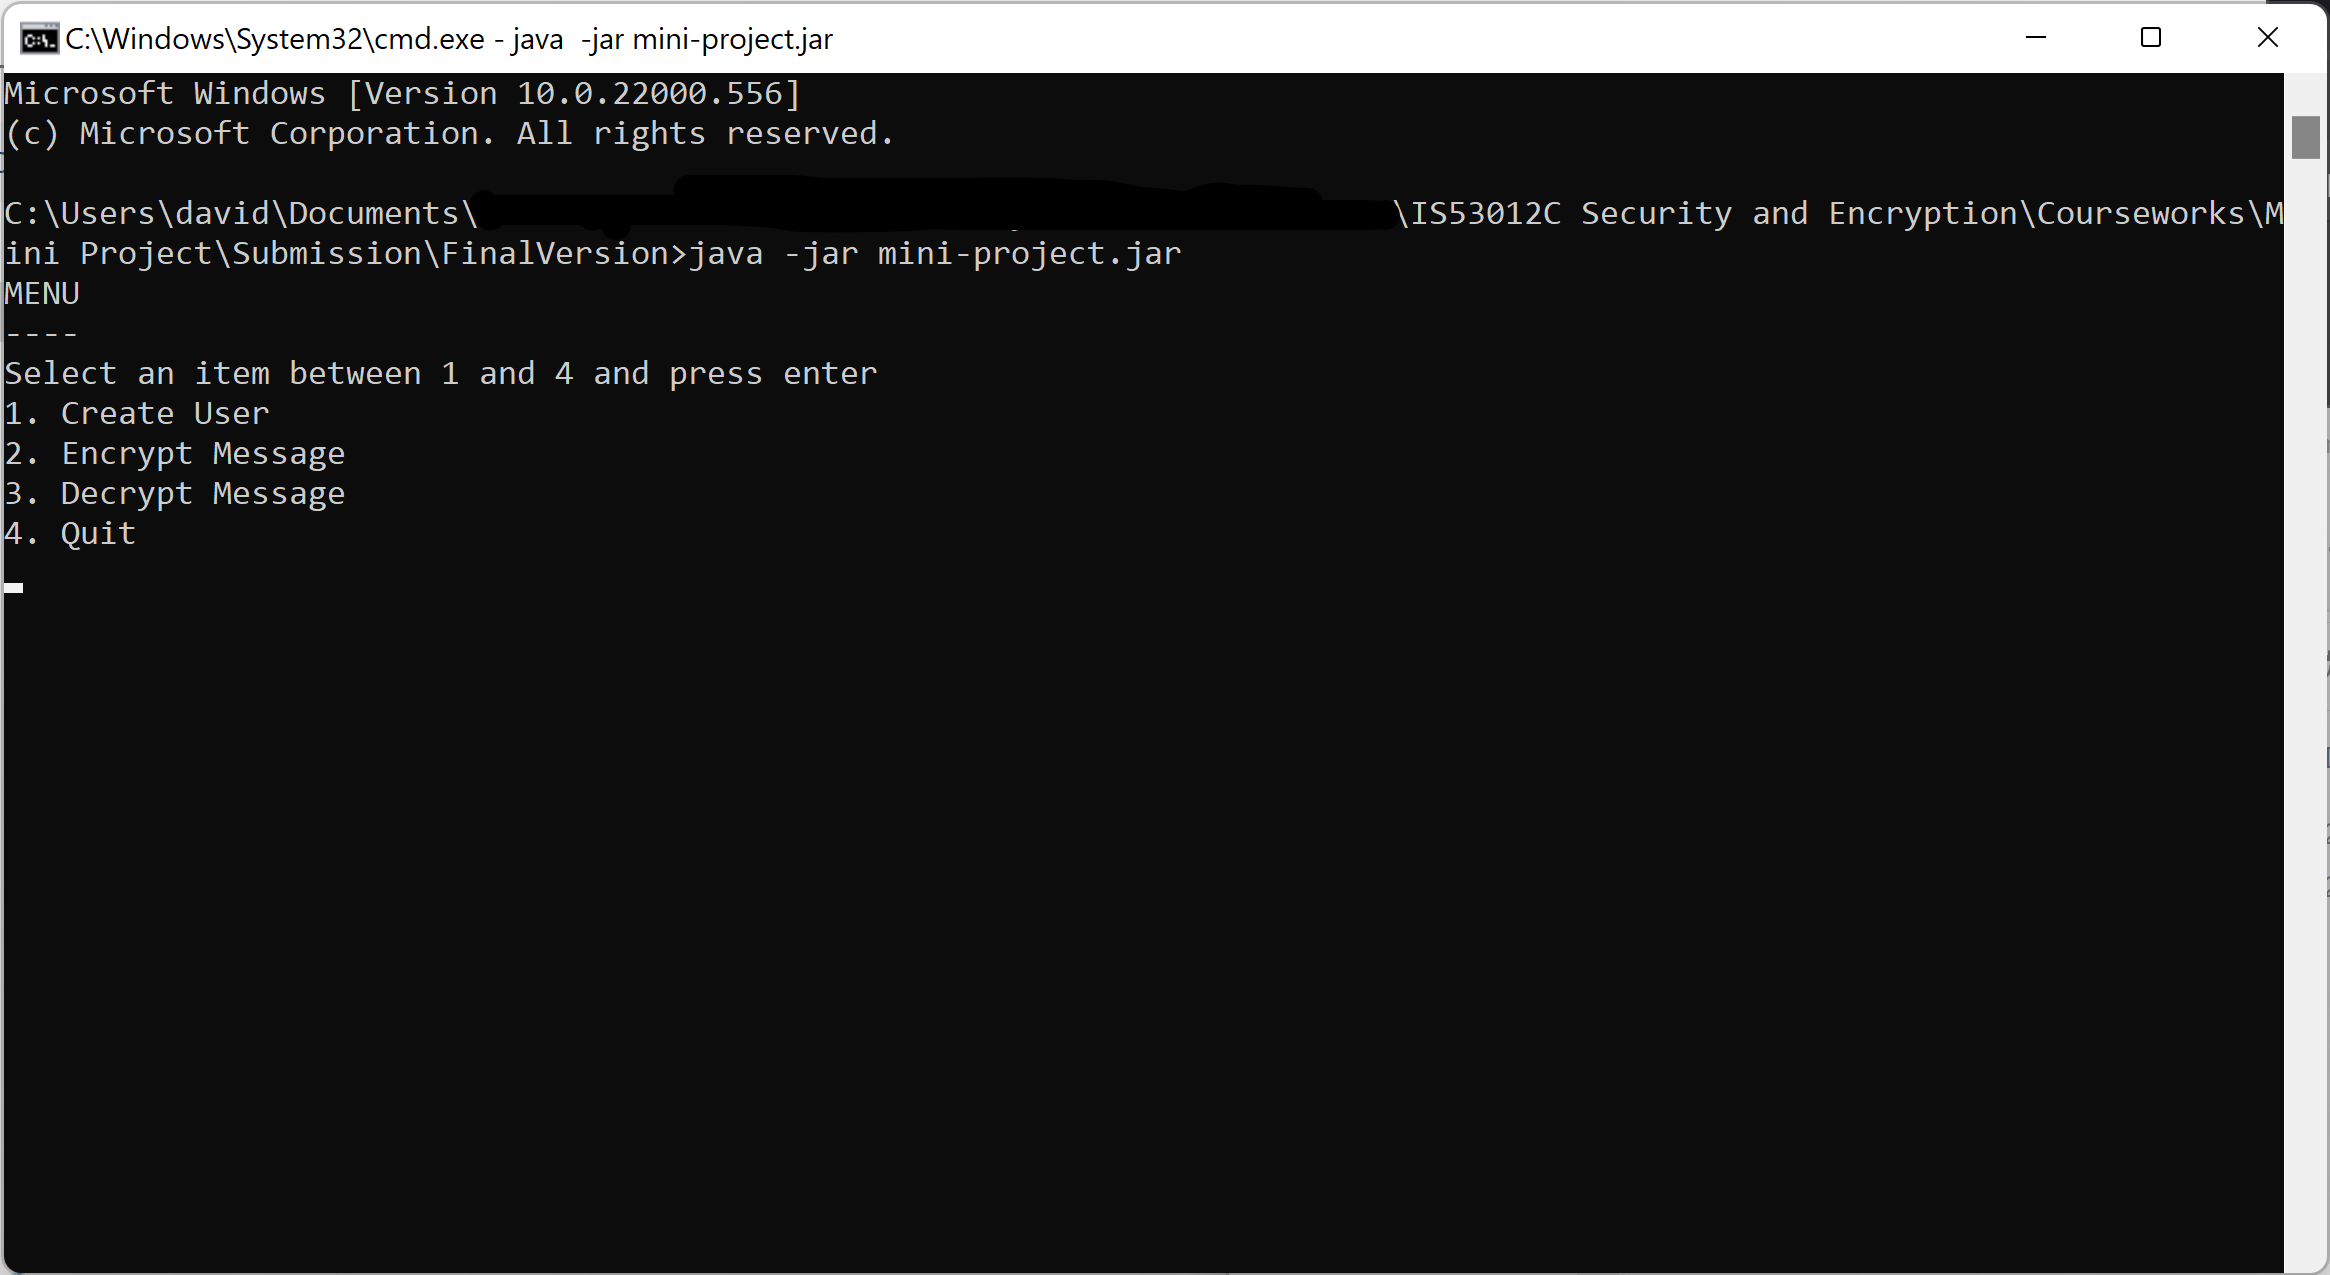 C:\Windows\System32\cmd.exe - java  -jar mini-project.jar
Microsoft Windows [Version 10.0.22000.556]
(c) Microsoft Corporation. All rights reserved.
C:\Users\david\Documents\ \IS53012C Security and Encryption\Courseworks\M
ini Project\Submission\FinalVersion>java -jar mini-project.jar
MENU
----
Select an item between 1 and 4 and press enter
1. Create User
2. Encrypt Message
3. Decrypt Message
4. Quit